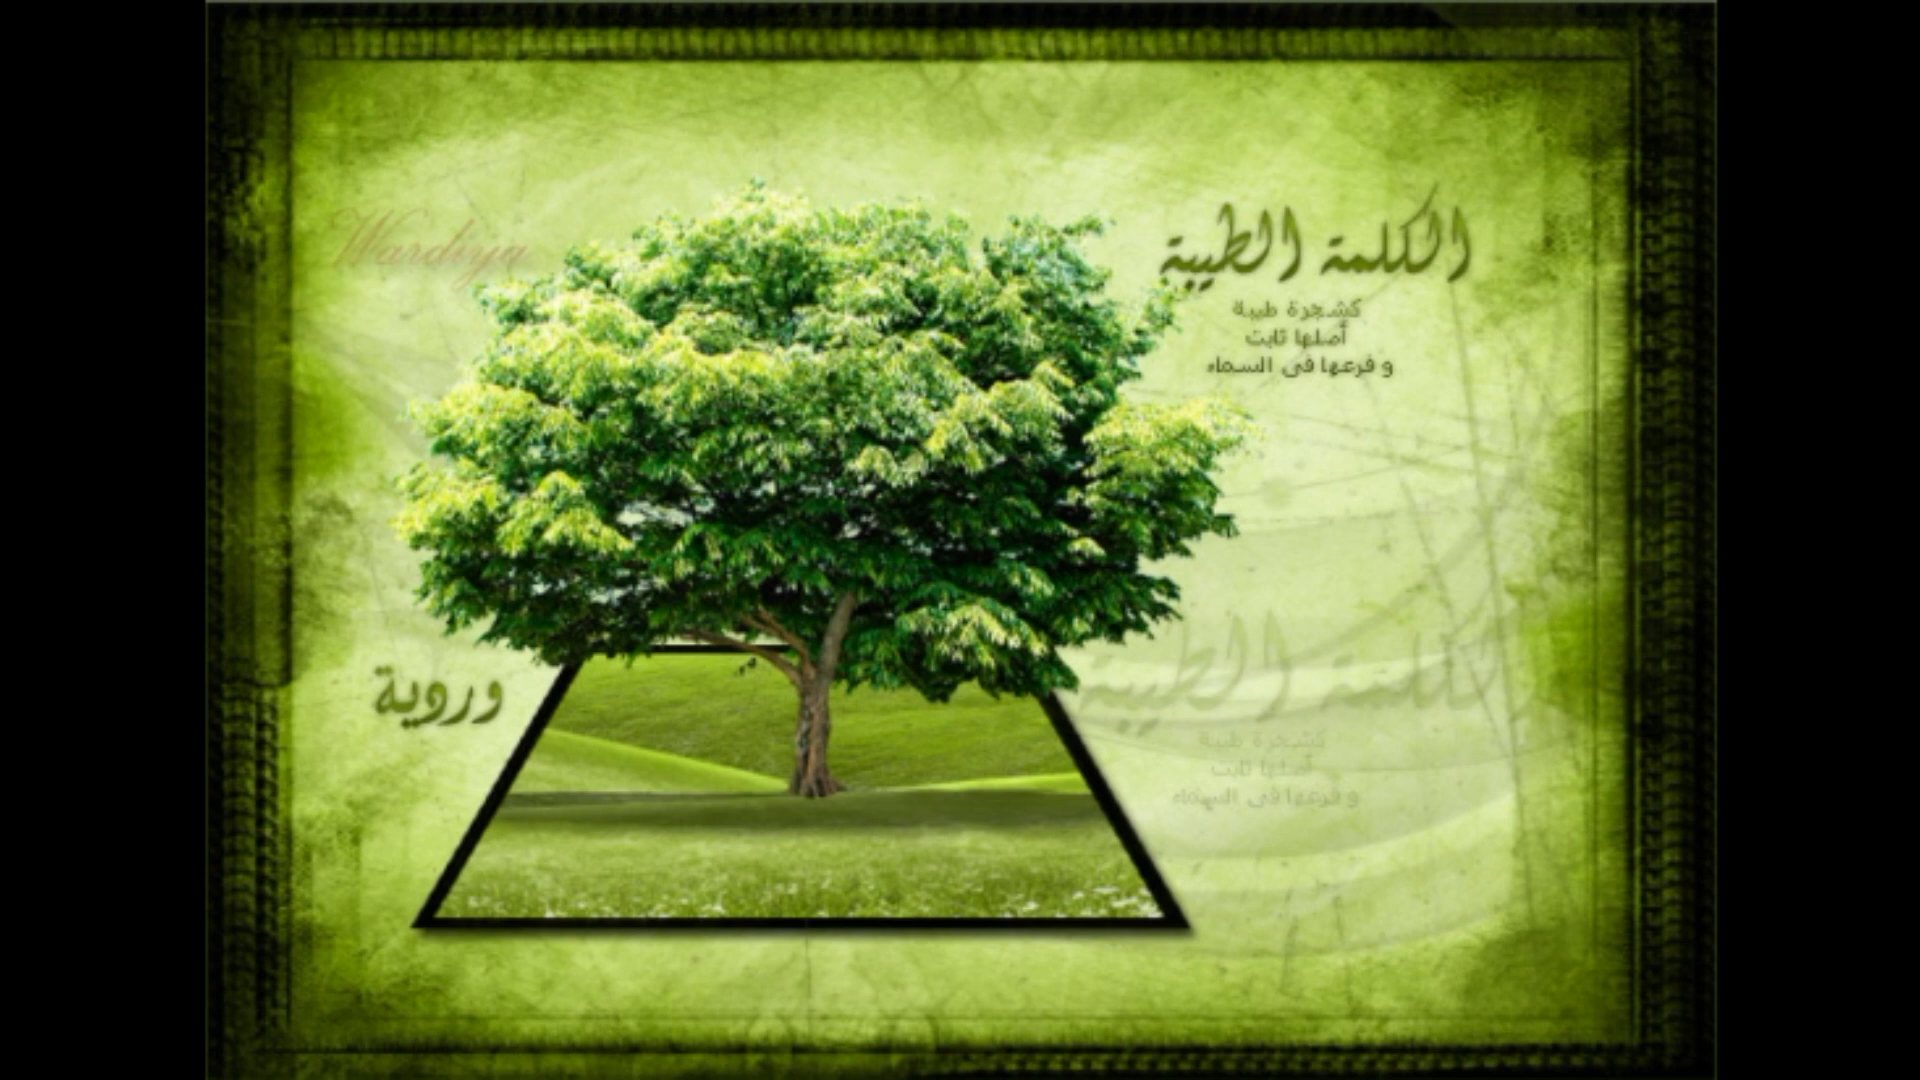 Wardiya
الكلمة الطيبة
كشجرة طيبة
أصلها ثابت
و فرعها فى السماء
وردية
الكلمة الطيبة
كشجرة طيبة
أصلها ثابت
و فرعها فى السماء